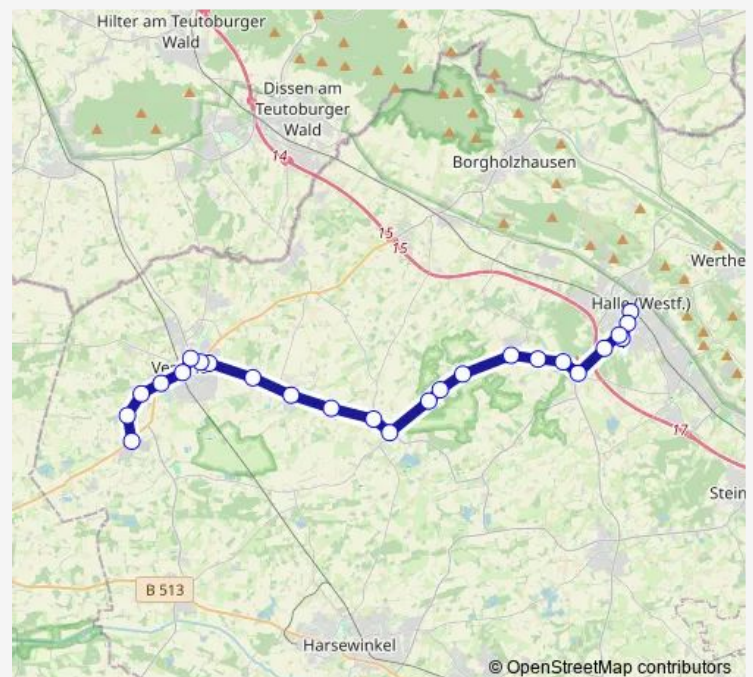 Hilter am Teutoburger
Wald
Dissen am
Teutoburger
Wald
14
Borgholzhausen
15
15
Werthe
Halle (Westf.)
17
Stein
B 513
Harsewinkel
© OpenStreetMap contributors